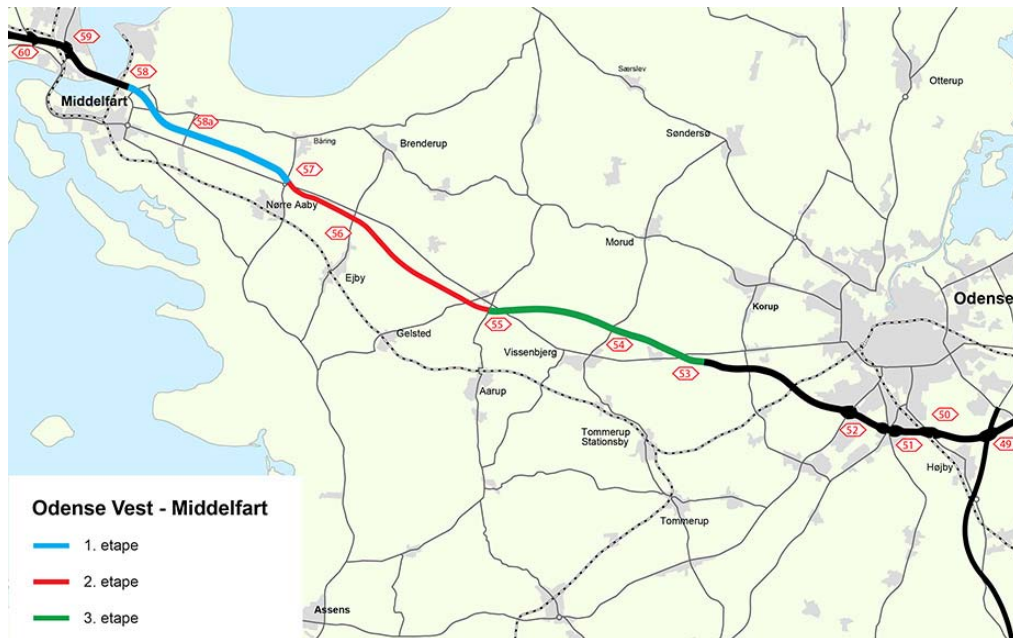 59
60
58
Middelfart
58a
57
Båring
Brenderup
Nørre Aaby
56
Ejby
Særslev
Otterup
Søndersø
Morud
Korup
Odense
Gelsted
55
Vissenbjerg
54
53
Aarup
Tommerup
Stationsby
52
51
50
49
Højby
Tommerup
Assens
Odense Vest - Middelfart
1. etape
2. etape
3. etape